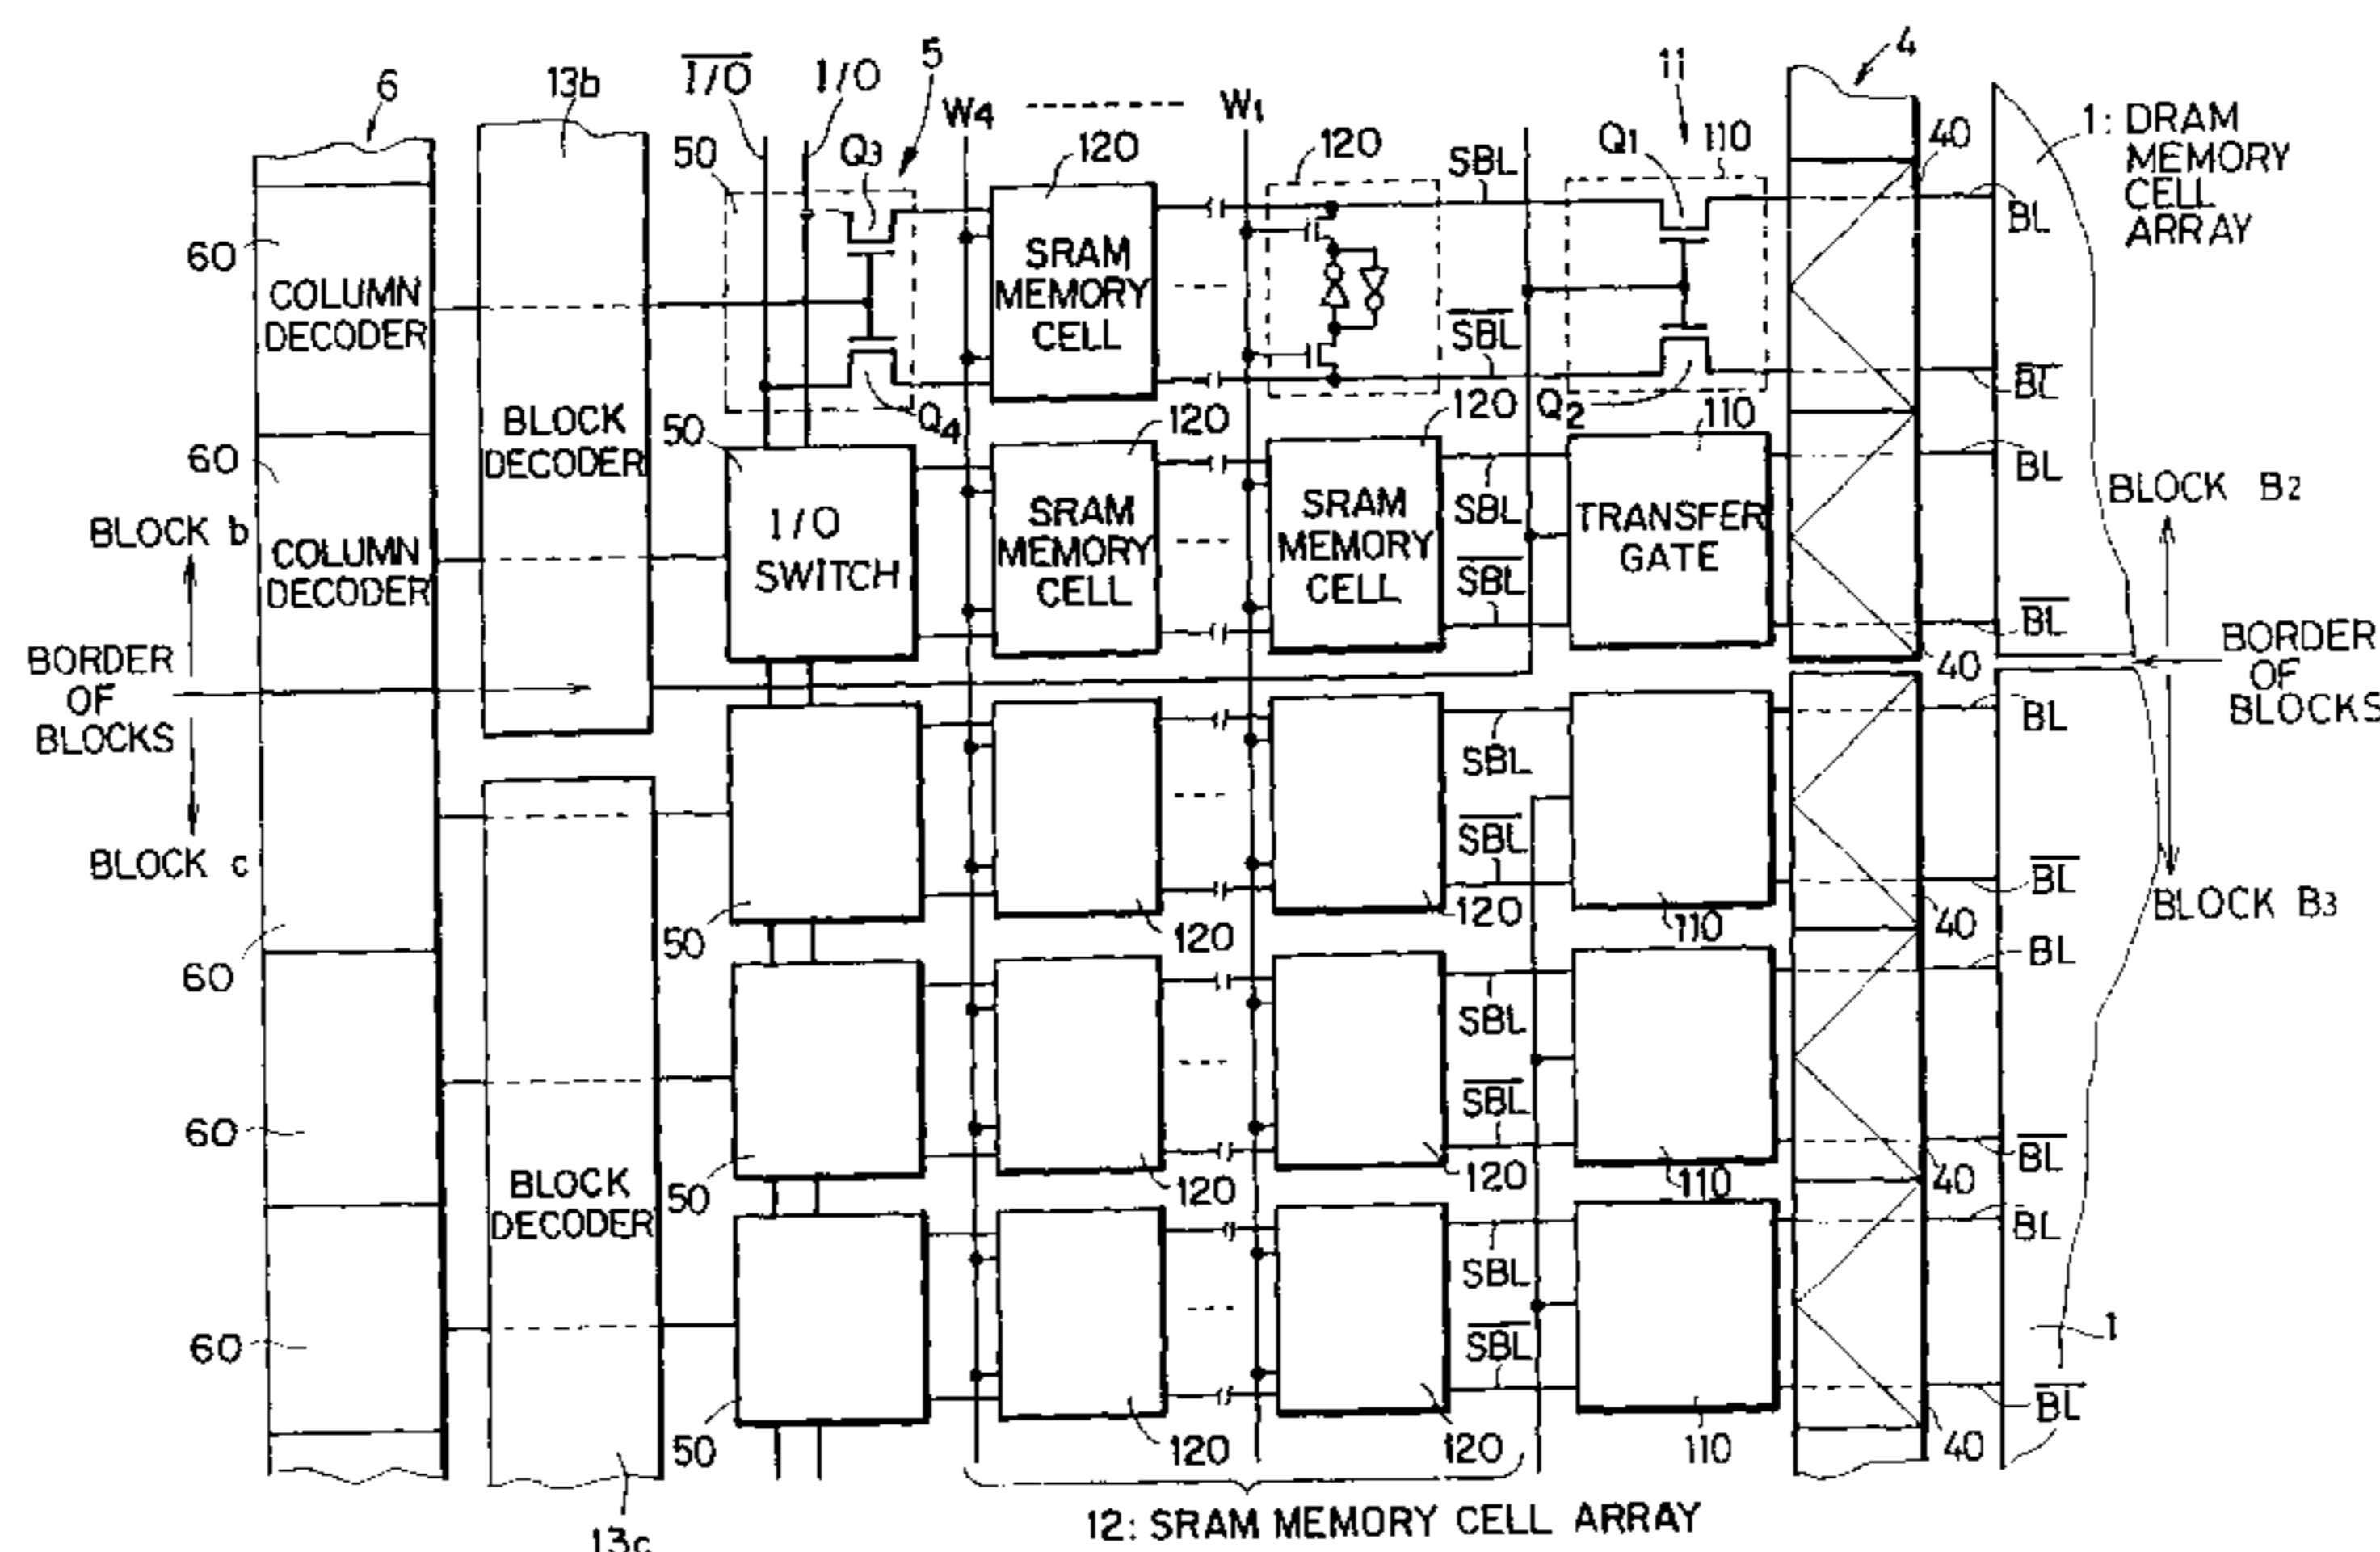 6
13b
I/O
I/O
5
W4
W1
11
4
50
Q3
120
120
SBL
Q1
110
40
1: DRAM
MEMORY
CELL
ARRAY
BL
60
COLUMN
DECODER
SRAM
MEMORY
CELL
SBL
BL
Q4
Q2
BLOCK
DECODER
50
120
120
110
60
BL
BLOCK B2
BLOCK b
COLUMN
DECODER
I/O
SWITCH
SRAM
MEMORY
CELL
SRAM
MEMORY
CELL
SBL
SBL
TRANSFER
GATE
BL
40
BORDER
OF
BLOCKS
BORDER
OF
BLOCKS
SBL
BL
BLOCK c
SBL
BL
BLOCK B3
60
50
120
120
110
40
BL
SBL
60
SBL
BL
50
120
120
110
40
BLOCK
DECODER
SBL
BL
60
SBL
1
BL
50
120
120
110
40
13c
12: SRAM MEMORY CELL ARRAY